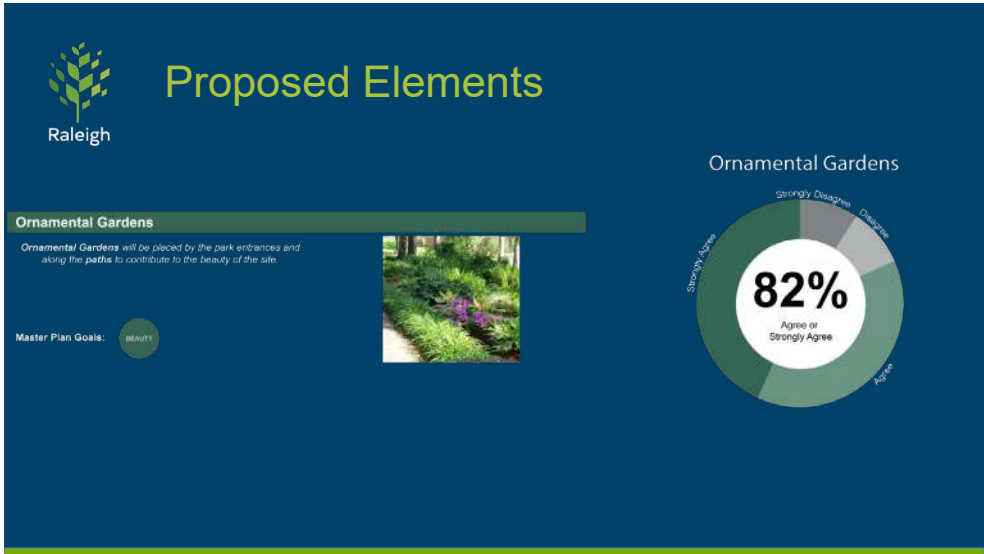 Raleigh
Proposed Elements
Ornamental Gardens
Ornamental Gardens will be placed by the park entrances and
along the paths to contribute to the beauty of the site.
Master Plan Goals:
BEAUTY
Ornamental Gardens
Strongly Disagree
Disagree
Strongly Agree
82%
Agree or
Strongly Agree
Agree